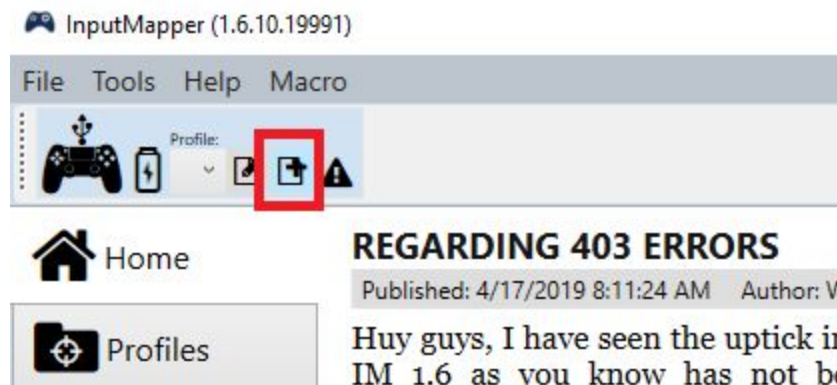 InputMapper (1.6.10.19991)
File Tools Help Macro
Profile:
Home
REGARDING 403 ERRORS
Published: 4/17/2019 8:11:24 AM Author:
Profiles
Huy guys, I have seen the uptick
IM 1.6 as you know has not